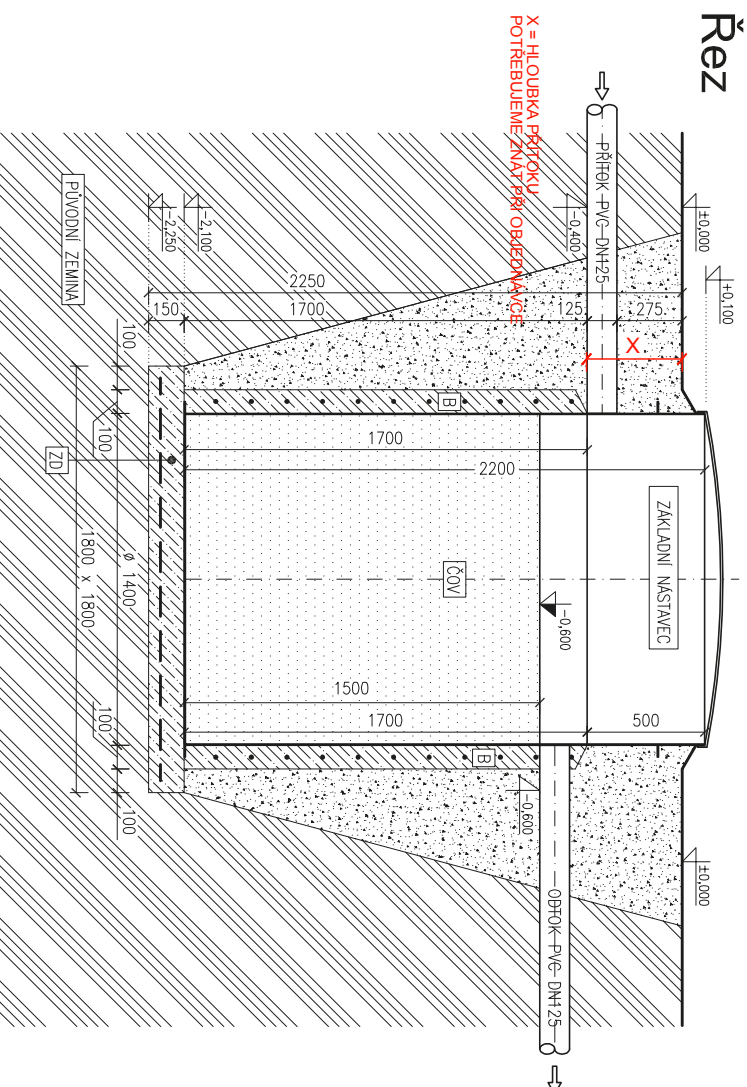 Řez
X = HLOUBKA PŘÍTOKU
POTŘEBUJEME ZNÁT PŘI OBJEDNÁVCE
PŘÍTOK PVC DN125
±0,000
+0,100
-0,400
-2,100
-2,250
PŮVODNÍ ZEMINA
2250
150
1700
125
275
X
100
100
B
1700
2200
ZÁKLADNÍ NÁSTAVEC
ZD
ČOV
-0,600
1800 x 1800
ø 1400
1500
1700
500
100
100
B
-0,600
±0,000
ODTOK PVC DN125